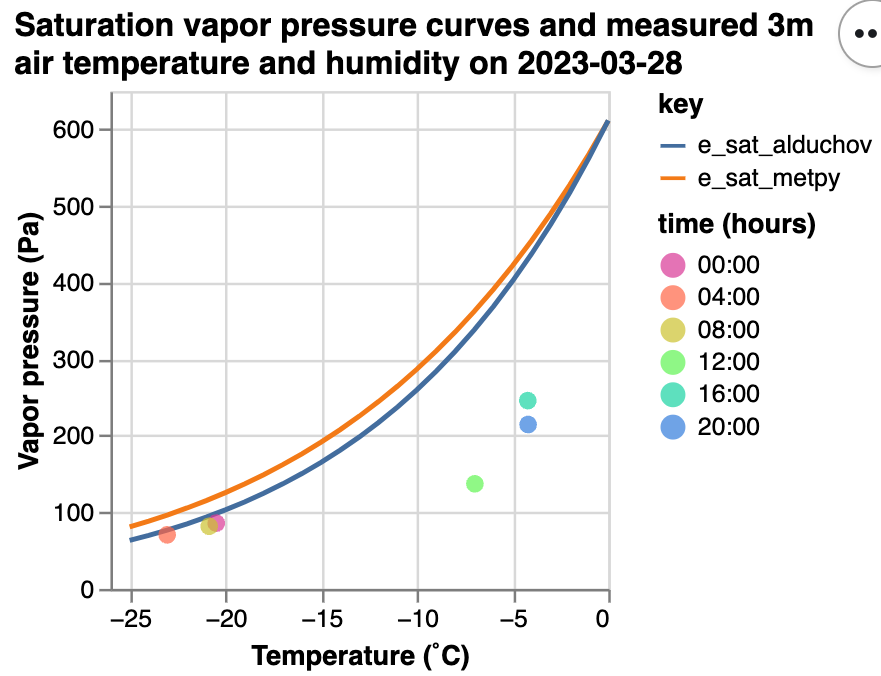 Saturation vapor pressure curves and measured 3m
air temperature and humidity on 2023-03-28
key
e_sat_alduchov
e_sat_metpy
time (hours)
00:00
04:00
08:00
12:00
16:00
20:00
Vapor pressure (Pa)
600
500
400
300
200
100
0
−25 −20 −15 −10 −5 0
Temperature (˚C)